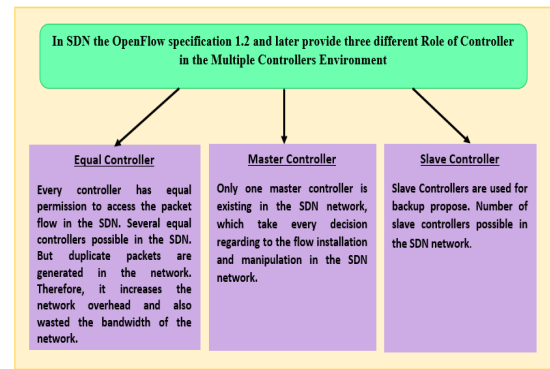 In SDN the OpenFlow specification 1.2 and later provide three different Role of Controller
in the Multiple Controllers Environment
Equal Controller
Every controller has equal
permission to access the packet
flow in the SDN. Several equal
controllers possible in the SDN.
But duplicate packets are
generated in the network.
Therefore, it increases the
network overhead and also
wasted the bandwidth of the
network.
Master Controller
Only one master controller is
existing in the SDN network,
which take every decision
regarding to the flow installation
and manipulation in the SDN
network.
Slave Controller
Slave Controllers are used for
backup propose. Number of
slave controllers possible in
the SDN network.